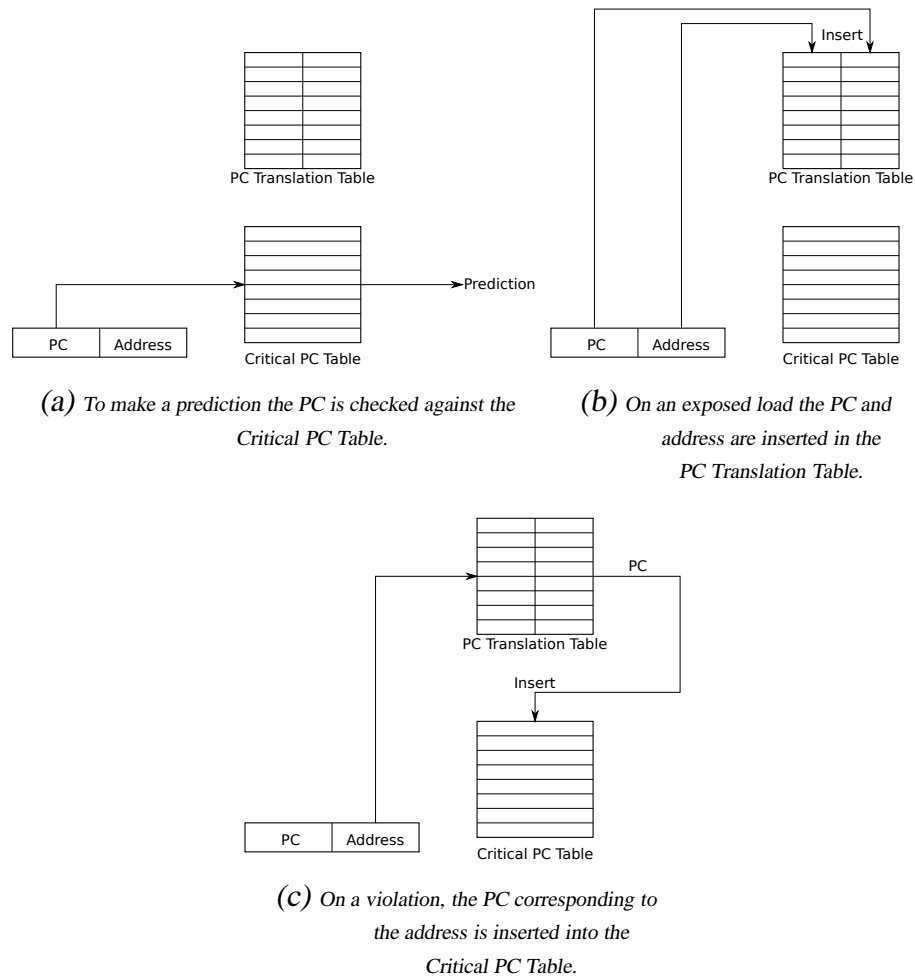 PC Translation Table
Prediction
PC Address
Critical PC Table
(a) To make a prediction the PC is checked against the
Critical PC Table.
Insert
PC Translation Table
PC Address
Critical PC Table
(b) On an exposed load the PC and
address are inserted in the
PC Translation Table.
PC
PC Translation Table
Insert
PC Address
Critical PC Table
(c) On a violation, the PC corresponding to
the address is inserted into the
Critical PC Table.